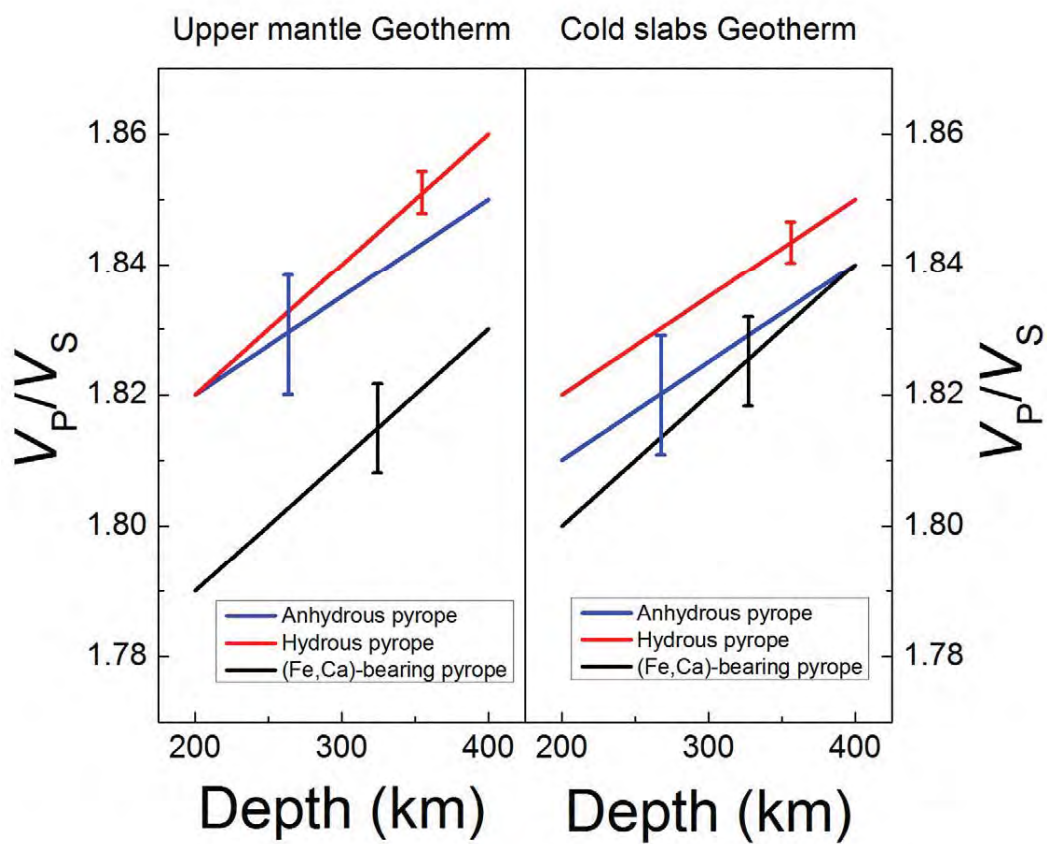 Upper mantle Geotherm
Cold slabs Geotherm
1.86
1.84
1.82
1.80
1.78
VP/VS
Anhydrous pyrope
Hydrous pyrope
(Fe,Ca)-bearing pyrope
200
300
400
Depth (km)
Anhydrous pyrope
Hydrous pyrope
(Fe,Ca)-bearing pyrope
200
300
400
Depth (km)
1.86
1.84
1.82
1.80
1.78
VP/VS